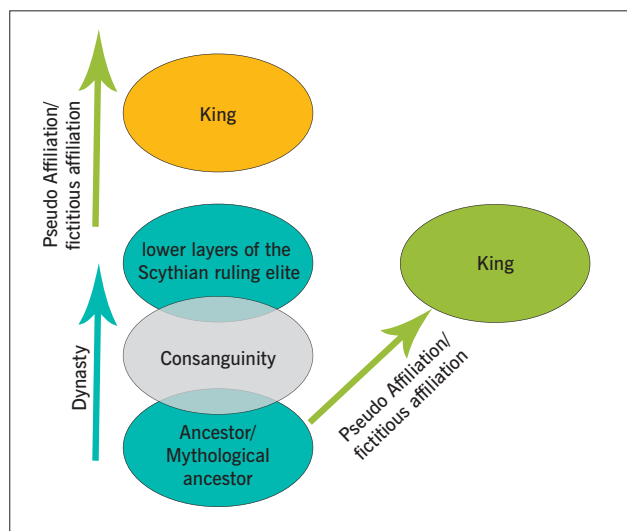 King
Pseudo Affiliation/
fictitious affiliation
lower layers of the
Scythian ruling elite
King
Consanguinity
Dynasty
Pseudo Affiliation/
fictitious affiliation
Ancestor/
Mythological
ancestor